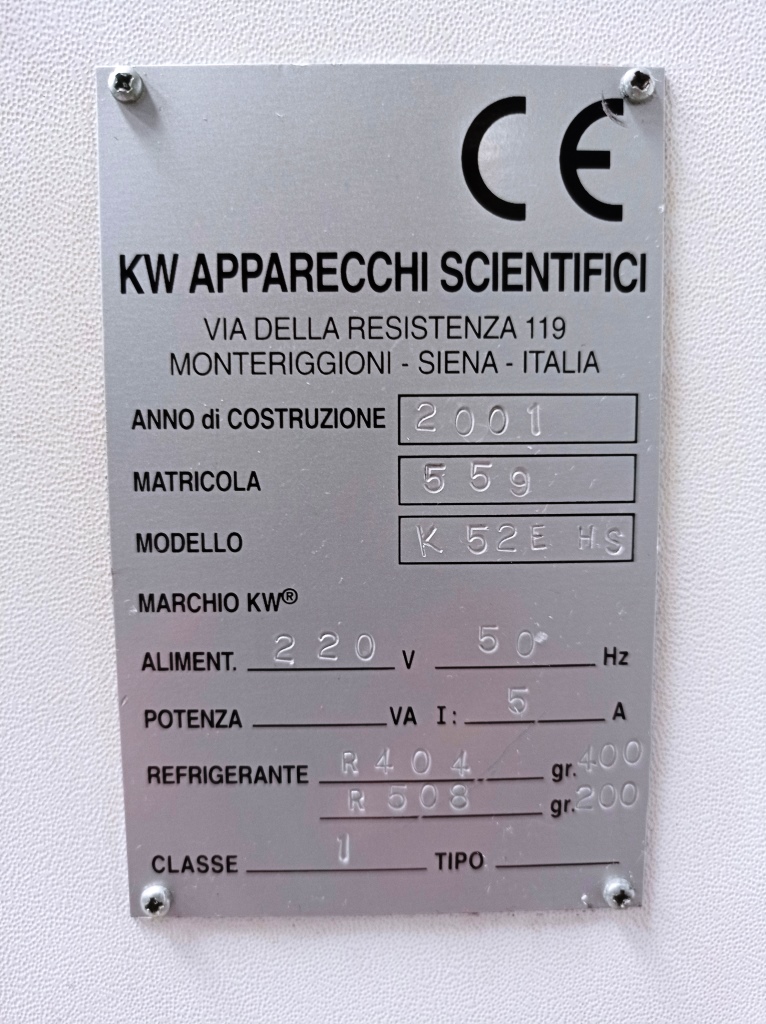 CE
KW APPARECCHI SCIENTIFICI
VIA DELLA RESISTENZA 119
MONTERIGGIONI - SIENA - ITALIA
ANNO di COSTRUZIONE 2001
MATRICOLA 559
MODELLO K 52E HS
MARCHIO KW®
ALIMENT. 220 V 50 Hz
POTENZA VA I: 5 A
REFRIGERANTE R404 gr. 400
R508 gr. 200
CLASSE 1 TIPO